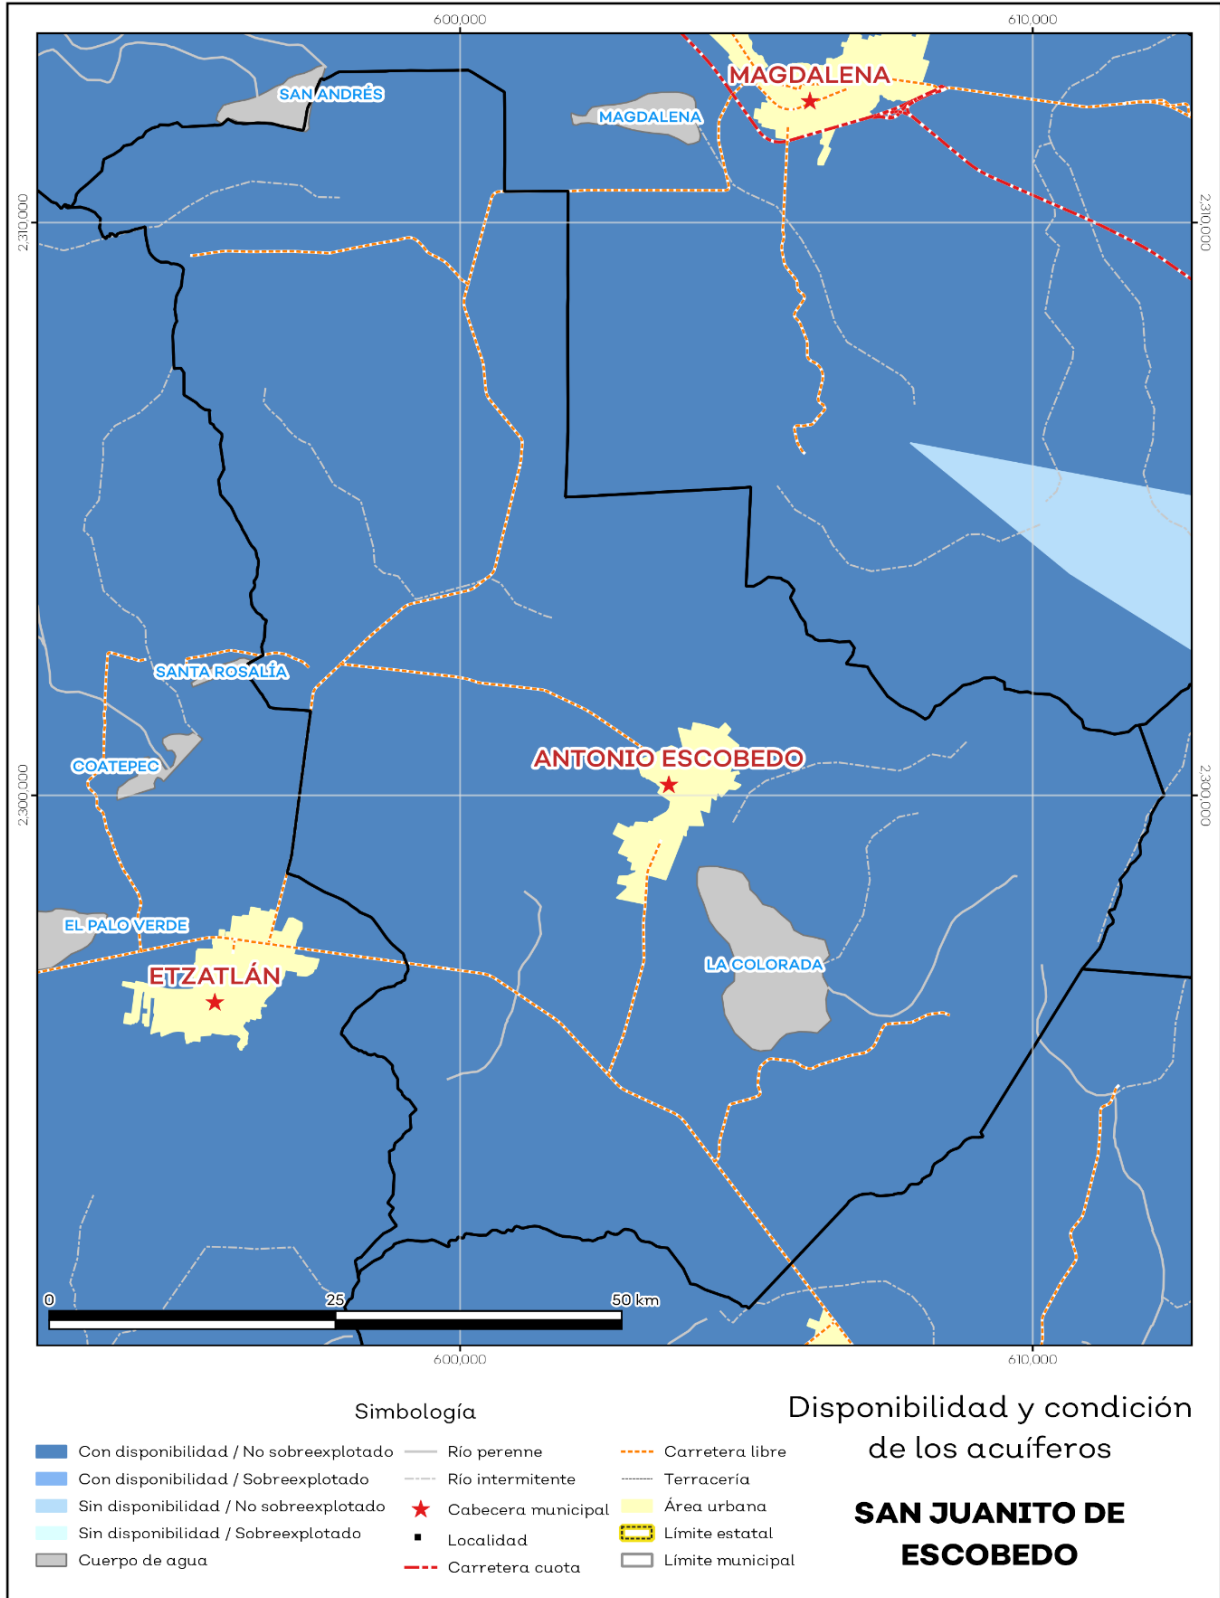 600,000
610,000
SAN ANDRÉS
MAGDALENA
MAGDALENA
2,310,000
2,310,000
SANTA ROSALÍA
COATEPEC
ANTONIO ESCOBEDO
2,300,000
2,300,000
EL PALO VERDE
LA COLORADA
ETZATLÁN
0
25
50 km
600,000
610,000
Simbología
Con disponibilidad / No sobreexplotado
Con disponibilidad / Sobreexplotado
Sin disponibilidad / No sobreexplotado
Sin disponibilidad / Sobreexplotado
Cuerpo de agua
Río perenne
Río intermitente
Cabecera municipal
Localidad
Carretera cuota
Carretera libre
Terracería
Área urbana
Límite estatal
Límite municipal
Disponibilidad y condición
de los acuíferos
SAN JUANITO DE
ESCOBEDO